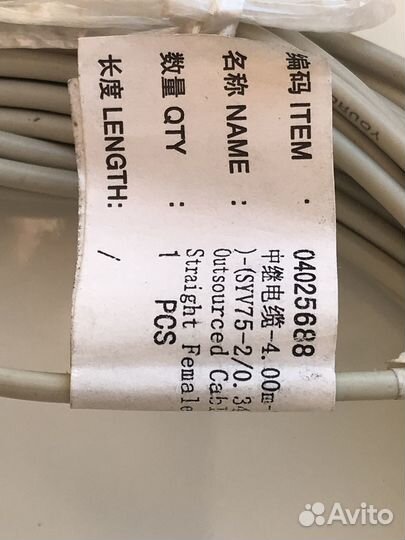 编码 ITEM : 04025688
名称 NAME : 中继电缆-4.00m-
)-(SYV75-2/0.34
Outsourced Cabl
Straight Female
数量 QTY : 1 PCS
长度 LENGTH: /
Avito